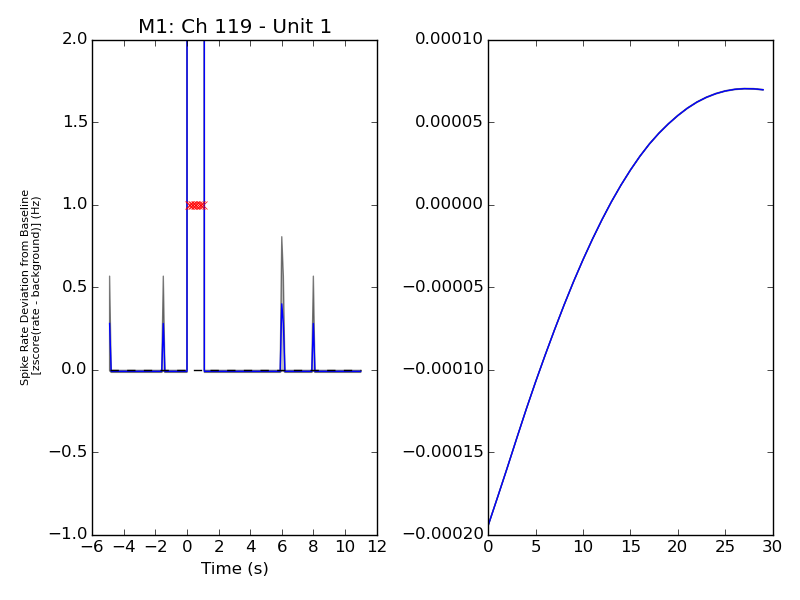 M1: Ch 119 - Unit 1
2.0
1.5
1.0
0.5
0.0
−0.5
−1.0
Spike Rate Deviation from Baseline
[zscore(rate - background)] (Hz)
−6 −4 −2 0 2 4 6 8 10 12
Time (s)
0.00010
0.00005
0.00000
−0.00005
−0.00010
−0.00015
−0.00020
0 5 10 15 20 25 30